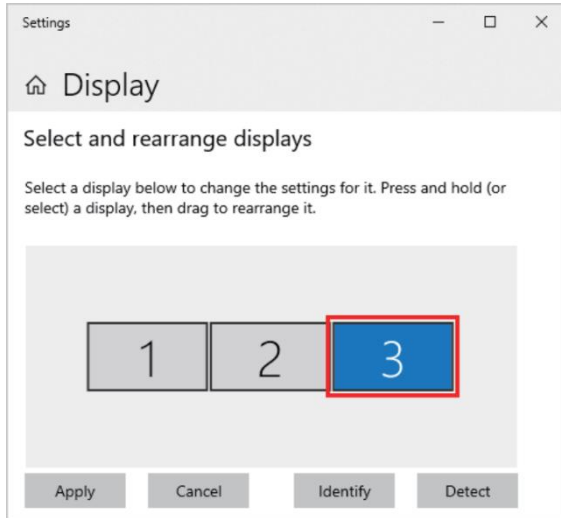 Settings
Display
Select and rearrange displays
Select a display below to change the settings for it. Press and hold (or
select) a display, then drag to rearrange it.
1 2 3
Apply Cancel Identify Detect